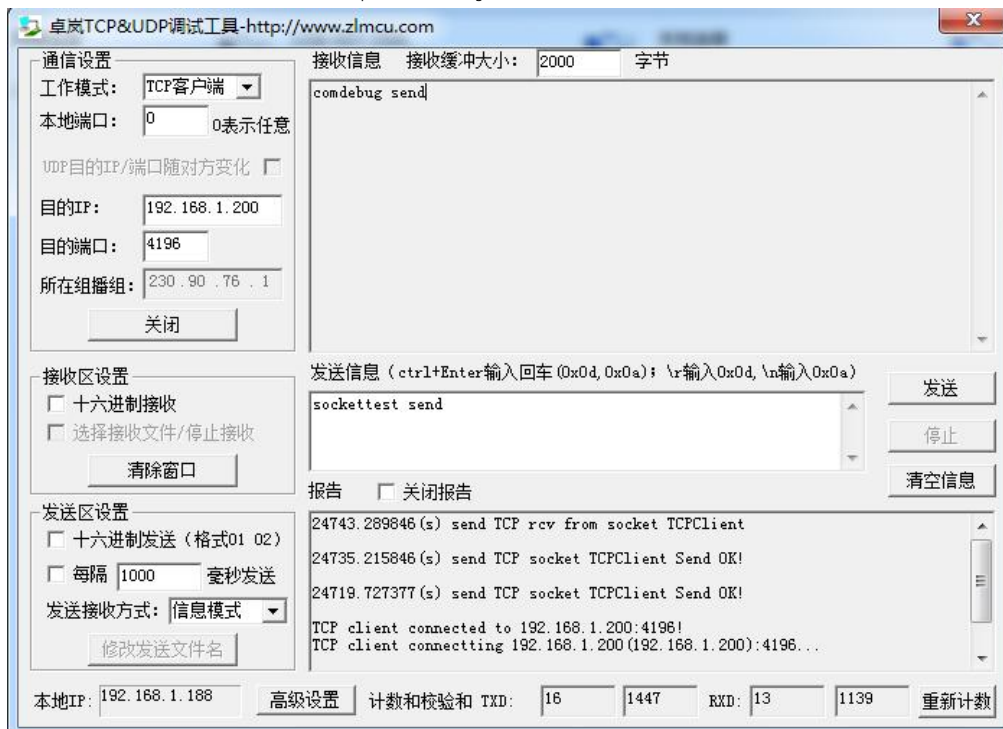 卓岚TCP&UDP调试工具-http://www.zlmcu.com
通信设置
工作模式： TCP客户端
本地端口： 0 0表示任意
UDP目的IP/端口随对方变化
目的IP： 192.168.1.200
目的端口： 4196
所在组播组： 230.90.76.1
关闭
接收区设置
十六进制接收
选择接收文件/停止接收
清除窗口
发送区设置
十六进制发送（格式01 02）
每隔 1000 毫秒发送
发送接收方式： 信息模式
修改发送文件名
接收信息 接收缓冲大小： 2000 字节
comdebug send
发送信息（ctrl+Enter输入回车(0x0d,0x0a)；\r输入0x0d,\n输入0x0a）
sockettest send
发送
停止
清空信息
报告 关闭报告
24743.289846(s) send TCP rcv from socket TCPClient
24735.215846(s) send TCP socket TCPClient Send OK!
24719.727377(s) send TCP socket TCPClient Send OK!
TCP client connected to 192.168.1.200:4196!
TCP client connectting 192.168.1.200(192.168.1.200):4196...
本地IP: 192.168.1.188 高级设置 计数和校验和 TXD: 16 1447 RXD: 13 1139 重新计数